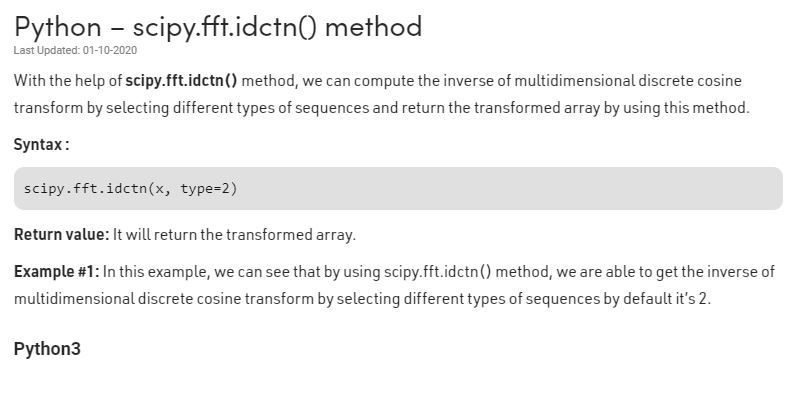 Python – scipy.fft.idctn() method
Last Updated: 01-10-2020
With the help of scipy.fft.idctn() method, we can compute the inverse of multidimensional discrete cosine
transform by selecting different types of sequences and return the transformed array by using this method.
Syntax :
scipy.fft.idctn(x, type=2)
Return value: It will return the transformed array.
Example #1: In this example, we can see that by using scipy.fft.idctn() method, we are able to get the inverse of
multidimensional discrete cosine transform by selecting different types of sequences by default it's 2.
Python3